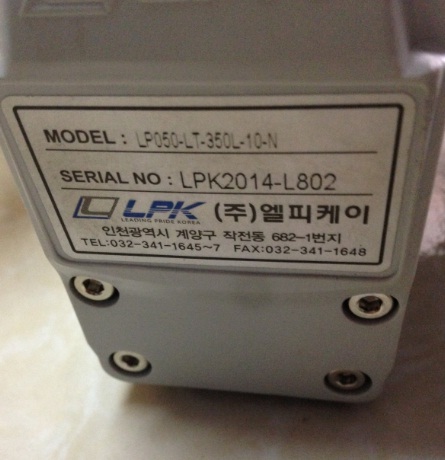 MODEL : LP050-LT-350L-10-N
SERIAL NO : LPK2014-L802
LPK (주)엘피케이
LEADING PRIDE KOREA
인천광역시 계양구 작전동 682-1번지
TEL:032-341-1645~7 FAX:032-341-1648